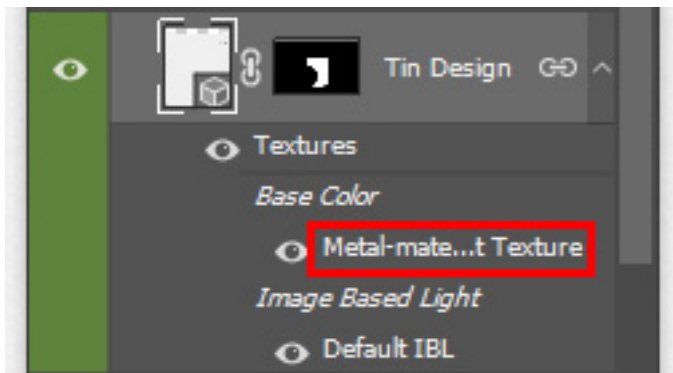 Tin Design
Textures
Base Color
Metal-mate...t Texture
Image Based Light
Default IBL